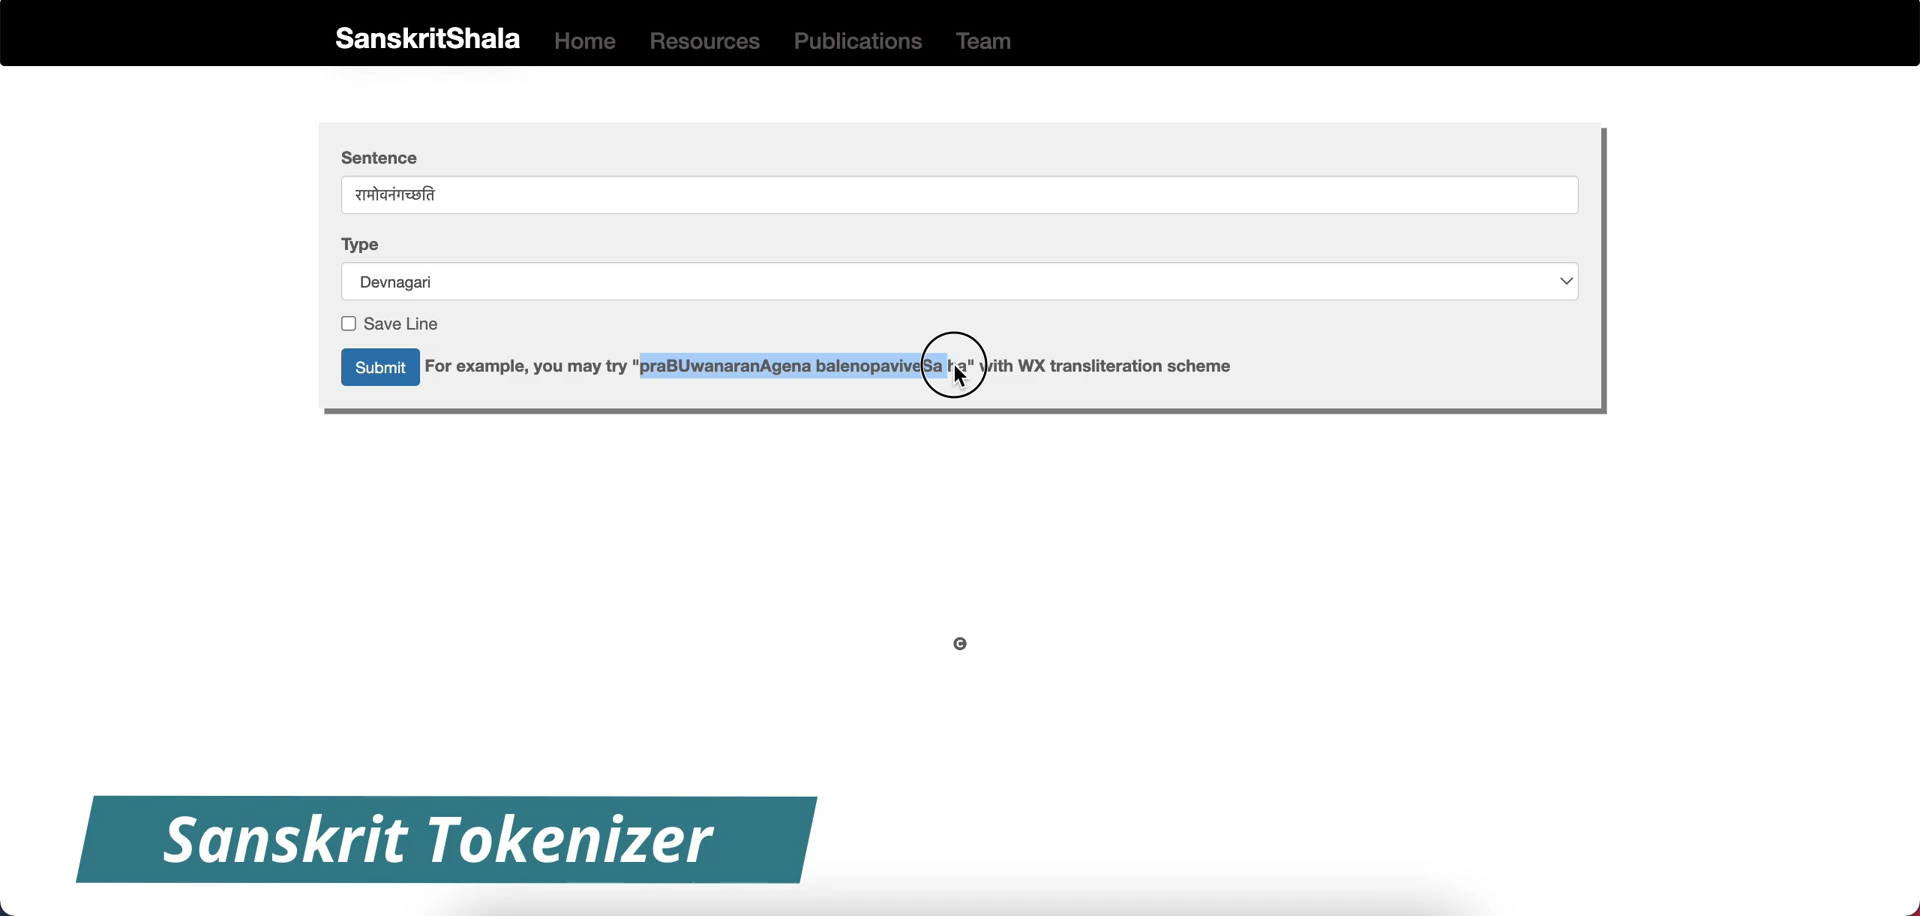 SanskritShala Home Resources Publications Team
Sentence
रामोवनंगच्छति
Type
Devnagari
Save Line
Submit For example, you may try "praBUwanaranAgena balenopaviveSa ha" with WX transliteration scheme
©
Sanskrit Tokenizer